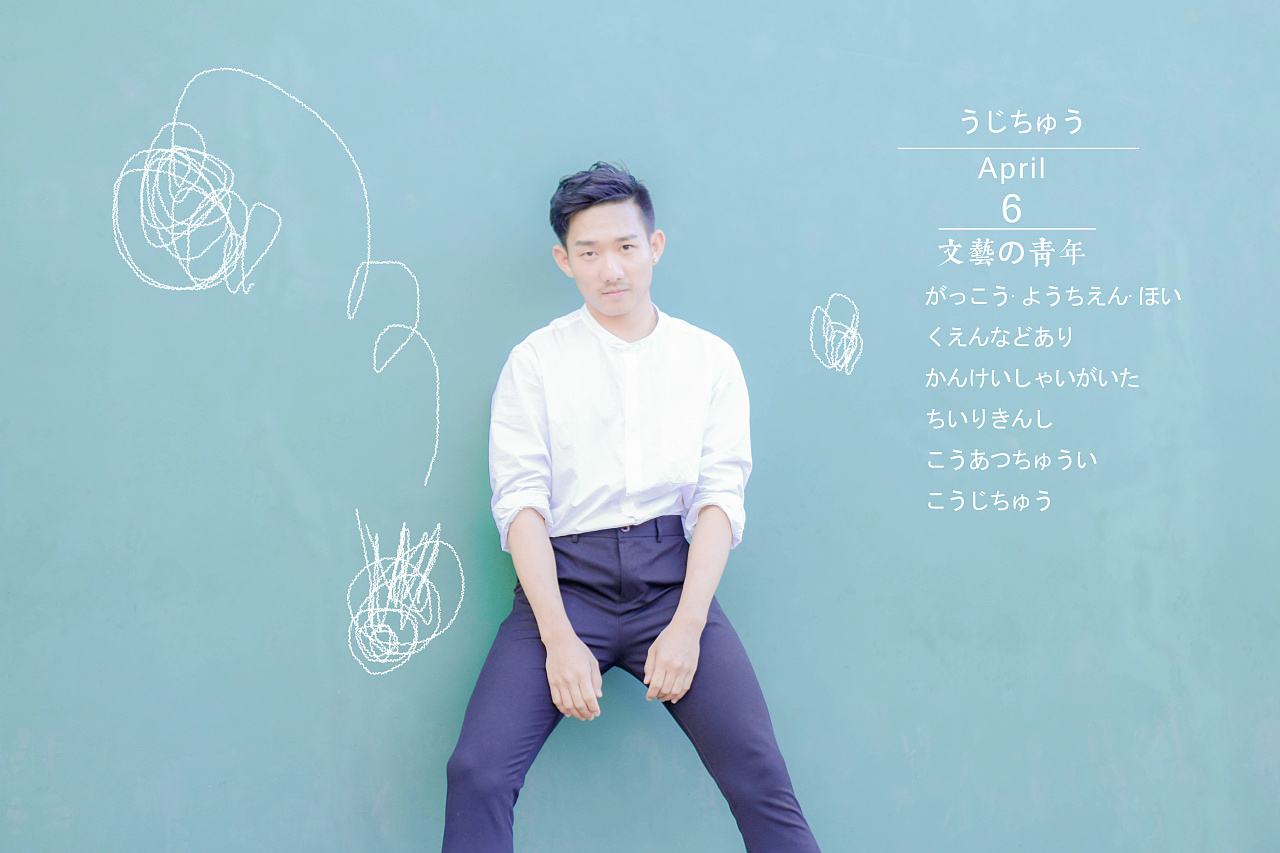 うじちゅう
April
6
文藝の青年
がっこう·ようちえん·ほい
くえんなどあり
かんけいしゃいがいた
ちいりきんし
こうあつちゅうい
こうじちゅう